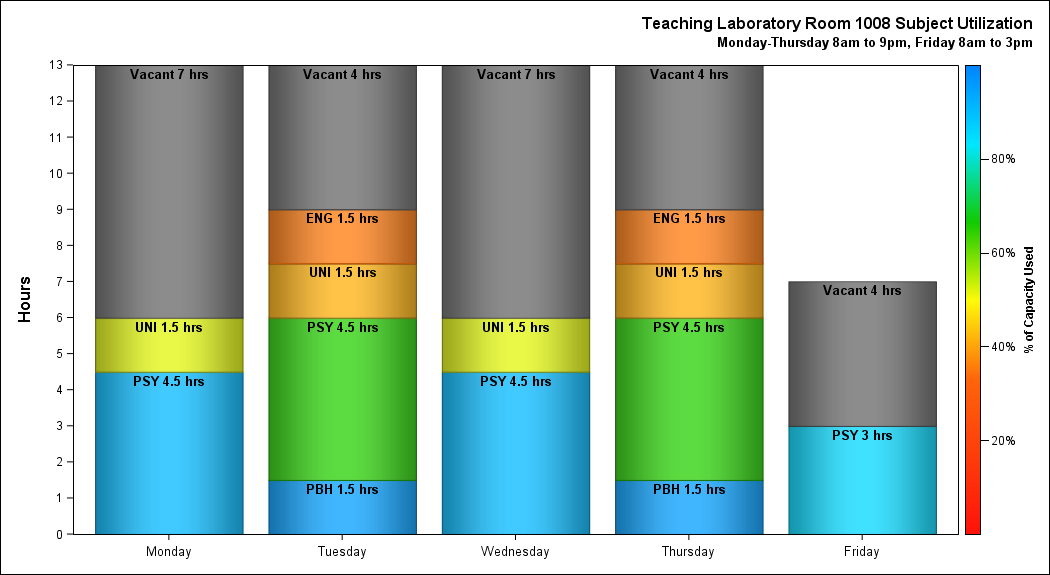 Teaching Laboratory Room 1008 Subject Utilization
Monday-Thursday 8am to 9pm, Friday 8am to 3pm
Hours
13
12
11
10
9
8
7
6
5
4
3
2
1
0
Vacant 7 hrs
UNI 1.5 hrs
PSY 4.5 hrs
Vacant 4 hrs
ENG 1.5 hrs
UNI 1.5 hrs
PSY 4.5 hrs
PBH 1.5 hrs
Vacant 7 hrs
UNI 1.5 hrs
PSY 4.5 hrs
Vacant 4 hrs
ENG 1.5 hrs
UNI 1.5 hrs
PSY 4.5 hrs
PBH 1.5 hrs
Vacant 4 hrs
PSY 3 hrs
Monday
Tuesday
Wednesday
Thursday
Friday
80%
60%
40%
20%
% of Capacity Used